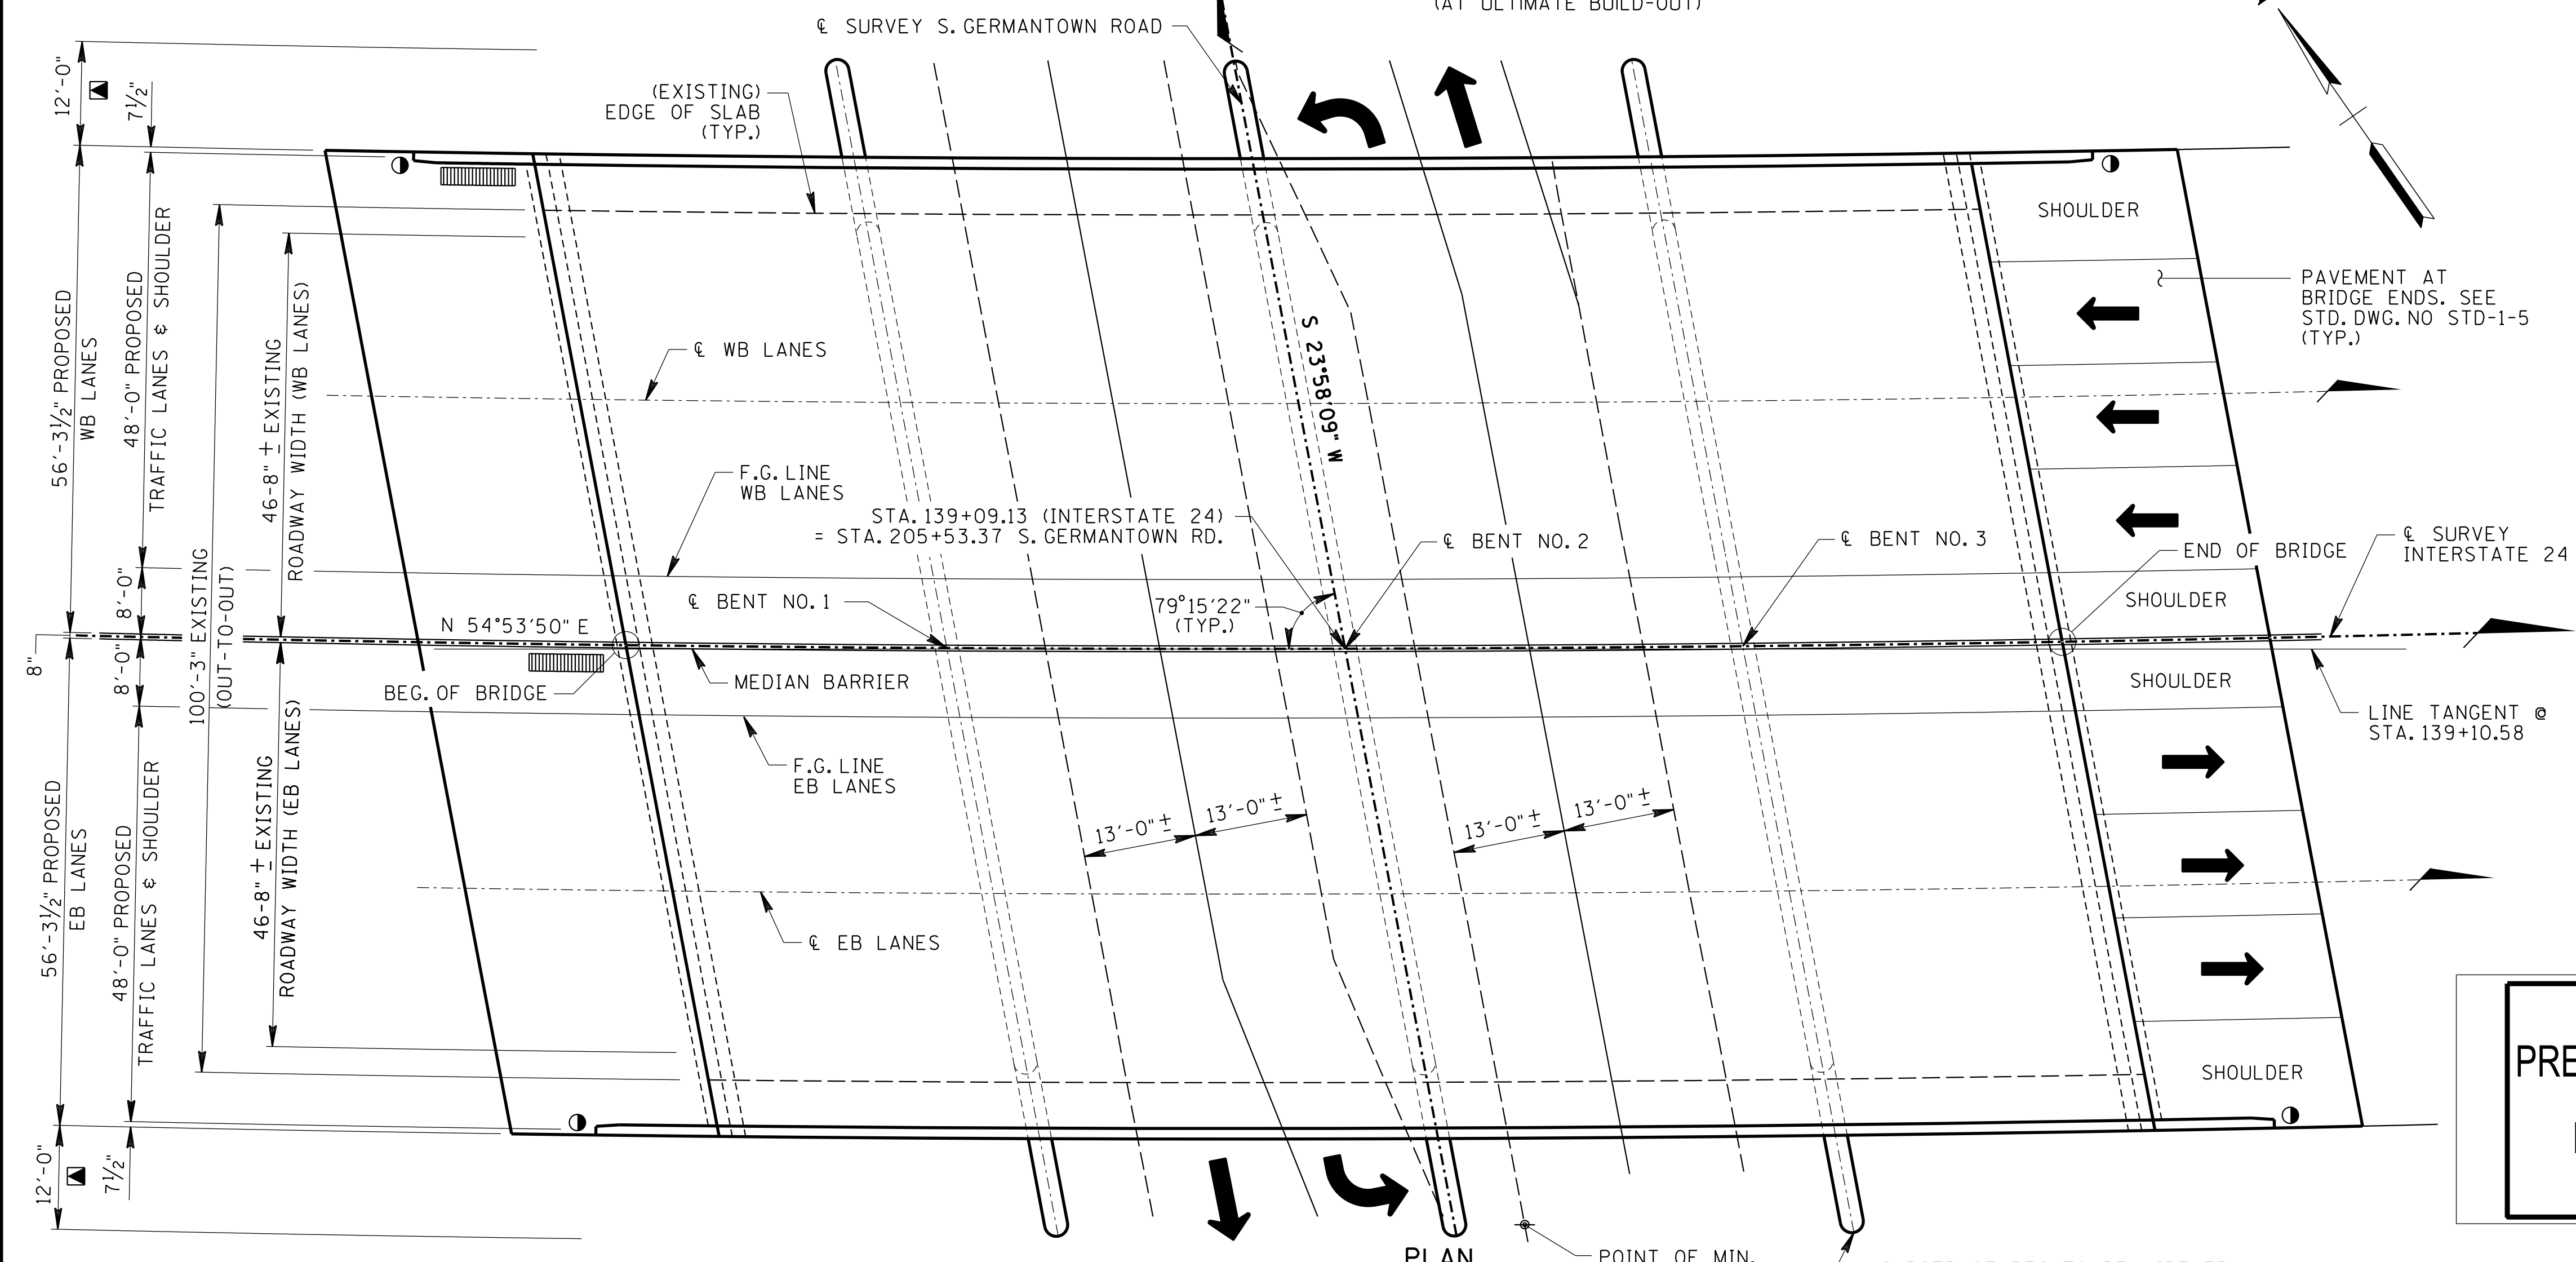 (AT ULTIMATE BUILD-OUT)
℄ SURVEY S. GERMANTOWN ROAD
12'-0"
7½"
(EXISTING)
EDGE OF SLAB
(TYP.)
SHOULDER
PAVEMENT AT
BRIDGE ENDS. SEE
STD. DWG. NO STD-1-5
(TYP.)
56'-3½" PROPOSED
WB LANES
48'-0" PROPOSED
TRAFFIC LANES & SHOULDER
46-8" ± EXISTING
ROADWAY WIDTH (WB LANES)
100'-3" EXISTING
(OUT-TO-OUT)
℄ WB LANES
S 23°58'09" W
F.G. LINE
WB LANES
STA. 139+09.13 (INTERSTATE 24)
= STA. 205+53.37 S. GERMANTOWN RD.
℄ BENT NO. 2
℄ BENT NO. 3
END OF BRIDGE
℄ SURVEY
INTERSTATE 24
8'-0"
℄ BENT NO. 1
79°15'22"
(TYP.)
SHOULDER
N 54°53'50" E
8"
8'-0"
BEG. OF BRIDGE
MEDIAN BARRIER
SHOULDER
LINE TANGENT @
STA. 139+10.58
F.G. LINE
EB LANES
56'-3½" PROPOSED
EB LANES
48'-0" PROPOSED
TRAFFIC LANES & SHOULDER
46-8" ± EXISTING
ROADWAY WIDTH (EB LANES)
13'-0"±
13'-0"±
13'-0"±
13'-0"±
℄ EB LANES
SHOULDER
PRE
12'-0"
7½"
PLAN
POINT OF MIN.